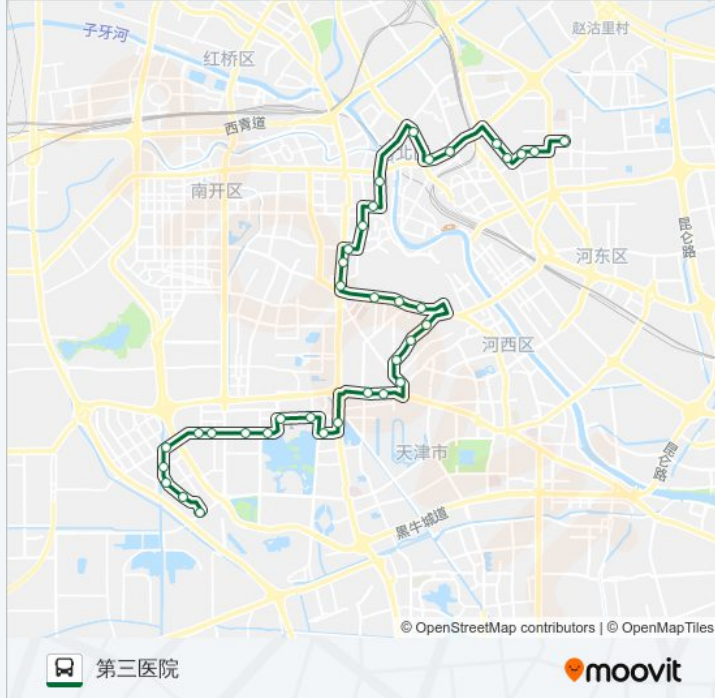 子牙河
红桥区
赵沽里村
西青道
北
南开区
昆仑路
河东区
河西区
天津市
昆仑路
黑牛城道
© OpenStreetMap contributors | © OpenMapTiles
第三医院
moovit